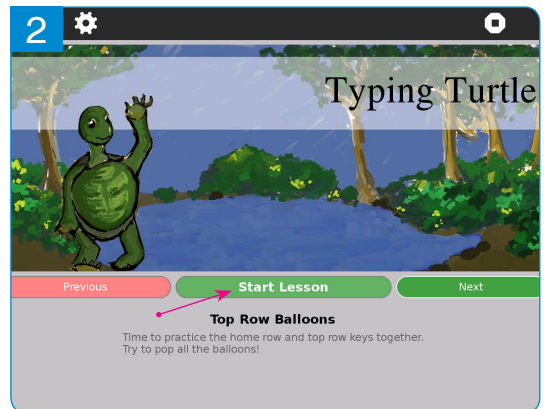 2
Typing Turtle
Previous
Start Lesson
Next
Top Row Balloons
Time to practice the home row and top row keys together.
Try to pop all the balloons!